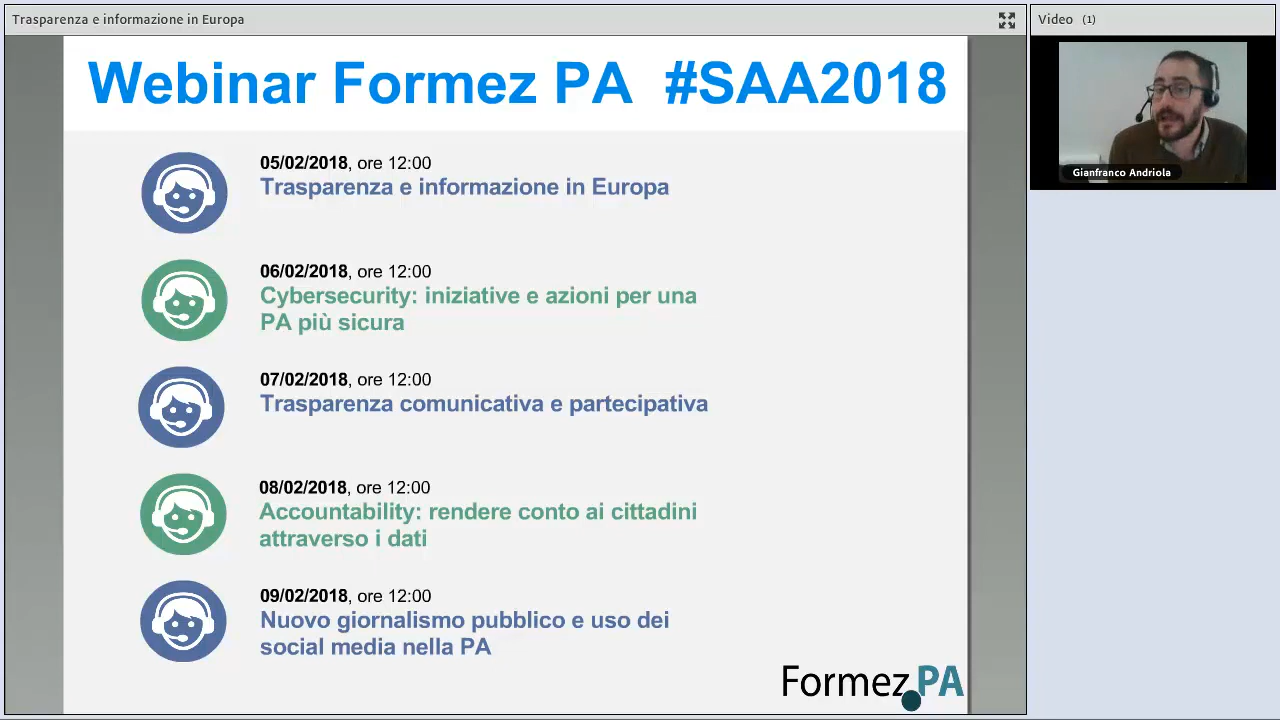 Trasparenza e informazione in Europa
Video (1)
Webinar Formez PA #SAA2018
Gianfranco Andriola
05/02/2018, ore 12:00
Trasparenza e informazione in Europa
06/02/2018, ore 12:00
Cybersecurity: iniziative e azioni per una
PA più sicura
07/02/2018, ore 12:00
Trasparenza comunicativa e partecipativa
08/02/2018, ore 12:00
Accountability: rendere conto ai cittadini
attraverso i dati
09/02/2018, ore 12:00
Nuovo giornalismo pubblico e uso dei
social media nella PA
Formez.PA